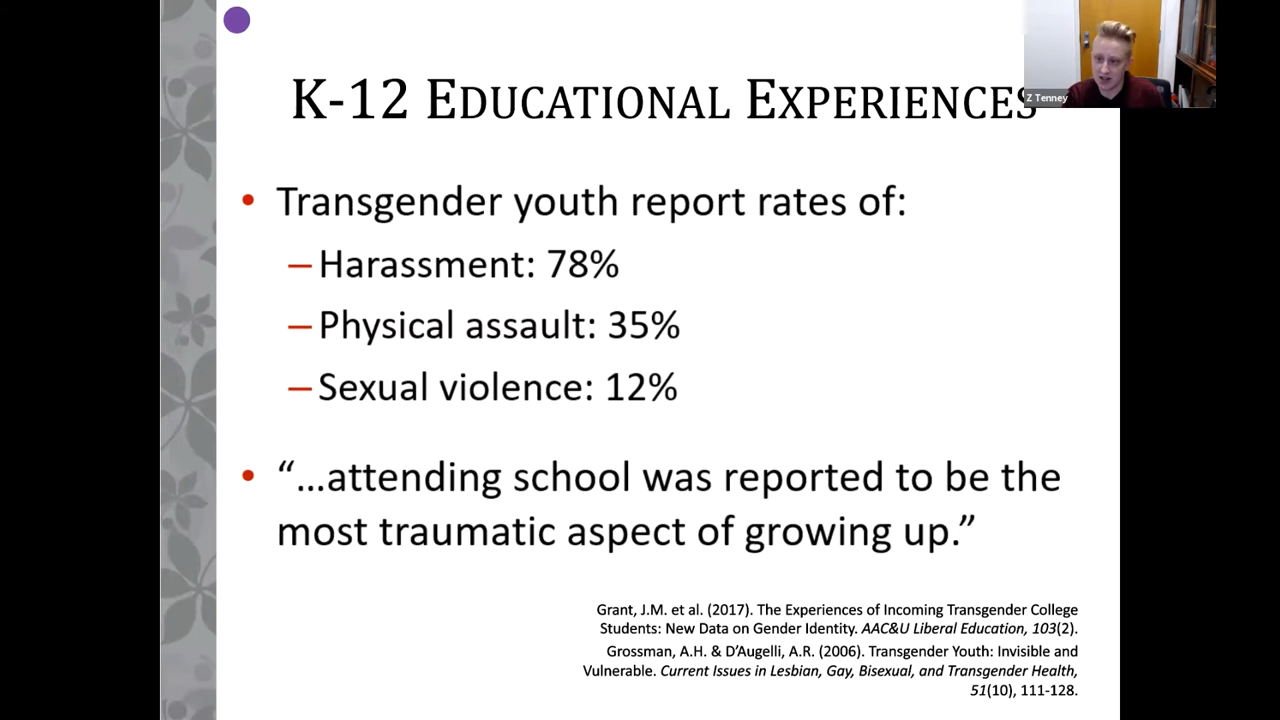 K-12 EDUCATIONAL EXPERIENCES
Z Tenney
• Transgender youth report rates of:
– Harassment: 78%
– Physical assault: 35%
– Sexual violence: 12%
• “…attending school was reported to be the
most traumatic aspect of growing up.”
Grant, J.M. et al. (2017). The Experiences of Incoming Transgender College
Students: New Data on Gender Identity. AAC&U Liberal Education, 103(2).
Grossman, A.H. & D’Augelli, A.R. (2006). Transgender Youth: Invisible and
Vulnerable. Current Issues in Lesbian, Gay, Bisexual, and Transgender Health,
51(10), 111-128.